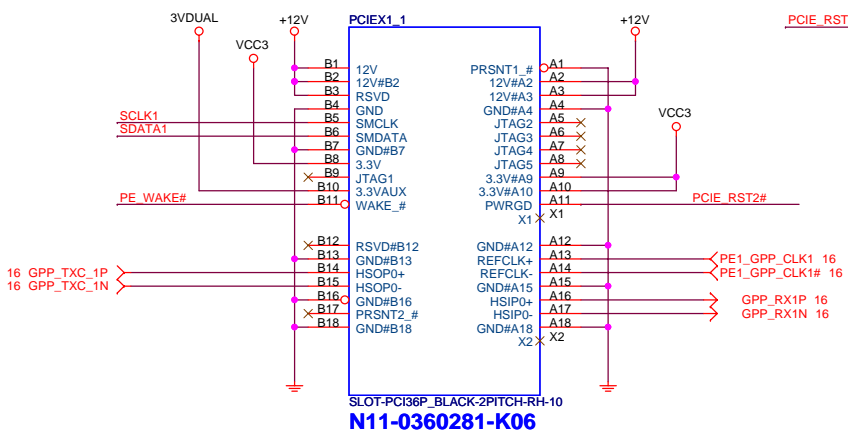 3VDUAL
+12V
PCIEX1_1
+12V
PCIE_RST
VCC3
B1 12V
B2 12V#B2
B3 RSVD
B4 GND
SCLK1 B5 SMCLK
SDATA1 B6 SMDATA
B7 GND#B7
B8 3.3V
B9 JTAG1
B10 3.3VAUX
PE_WAKE# B11 WAKE_#
B12 RSVD#B12
B13 GND#B13
16 GPP_TXC_1P B14 HSOP0+
16 GPP_TXC_1N B15 HSOP0-
B16 GND#B16
B17 PRSNT2_#
B18 GND#B18
PRSNT1_# A1
12V#A2 A2
12V#A3 A3
GND#A4 A4
VCC3
JTAG2 A5
JTAG3 A6
JTAG4 A7
JTAG5 A8
3.3V#A9 A9
3.3V#A10 A10
PWRGD A11 PCIE_RST2#
X1 X1
GND#A12 A12
REFCLK+ A13 PE1_GPP_CLK1 16
REFCLK- A14 PE1_GPP_CLK1# 16
GND#A15 A15
HSIP0+ A16 GPP_RX1P 16
HSIP0- A17 GPP_RX1N 16
GND#A18 A18
X2 X2
SLOT-PCI36P_BLACK-2PITCH-RH-10
N11-0360281-K06